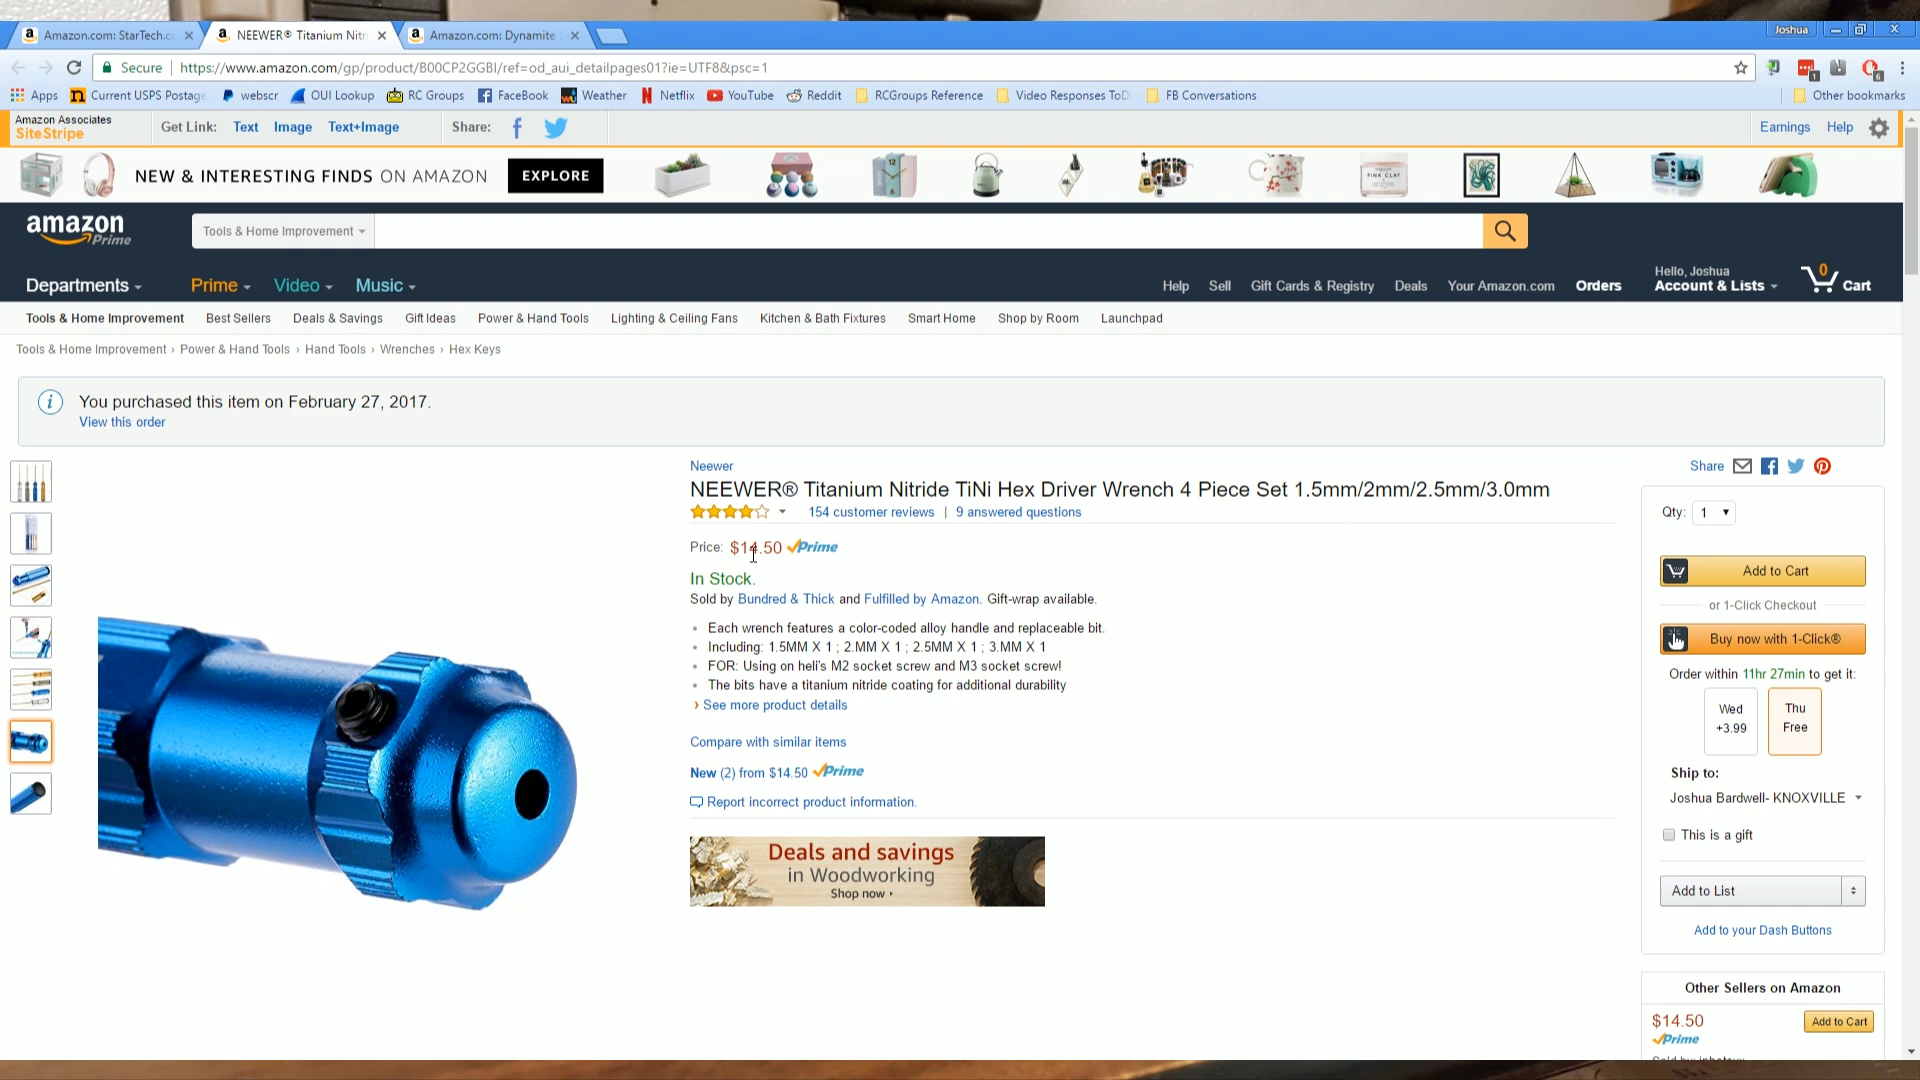 Amazon.com: StarTech.c
NEEWER® Titanium Nitr
Amazon.com: Dynamite
Joshua
Secure
https://www.amazon.com/gp/product/B00CP2GGBI/ref=od_aui_detailpages01?ie=UTF8&psc=1
1
6
Apps
Current USPS Postage
webscr
OUI Lookup
RC Groups
FaceBook
Weather
Netflix
YouTube
Reddit
RCGroups Reference
Video Responses ToD
FB Conversations
Other bookmarks
Amazon Associates
SiteStripe
Get Link: Text Image Text+Image
Share:
Earnings Help
NEW & INTERESTING FINDS ON AMAZON
EXPLORE
PINK CLAY
amazon
Prime
Tools & Home Improvement
Departments
Prime
Video
Music
Help
Sell
Gift Cards & Registry
Deals
Your Amazon.com
Orders
Hello, Joshua
Account & Lists
0
Cart
Tools & Home Improvement
Best Sellers
Deals & Savings
Gift Ideas
Power & Hand Tools
Lighting & Ceiling Fans
Kitchen & Bath Fixtures
Smart Home
Shop by Room
Launchpad
Tools & Home Improvement › Power & Hand Tools › Hand Tools › Wrenches › Hex Keys
You purchased this item on February 27, 2017.
View this order
Neewer
NEEWER® Titanium Nitride TiNi Hex Driver Wrench 4 Piece Set 1.5mm/2mm/2.5mm/3.0mm
154 customer reviews | 9 answered questions
Price: $14.50 Prime
In Stock.
Sold by Bundred & Thick and Fulfilled by Amazon. Gift-wrap available.
Each wrench features a color-coded alloy handle and replaceable bit.
Including: 1.5MM X 1 ; 2.MM X 1 ; 2.5MM X 1 ; 3.MM X 1
FOR: Using on heli's M2 socket screw and M3 socket screw!
The bits have a titanium nitride coating for additional durability
› See more product details
Compare with similar items
New (2) from $14.50 Prime
Report incorrect product information.
Deals and savings
in Woodworking
Shop now
Share
Qty: 1
Add to Cart
or 1-Click Checkout
Buy now with 1-Click®
Order within 11hr 27min to get it:
Wed
+3.99
Thu
Free
Ship to:
Joshua Bardwell- KNOXVILLE
This is a gift
Add to List
Add to your Dash Buttons
Other Sellers on Amazon
$14.50
Add to Cart
Prime